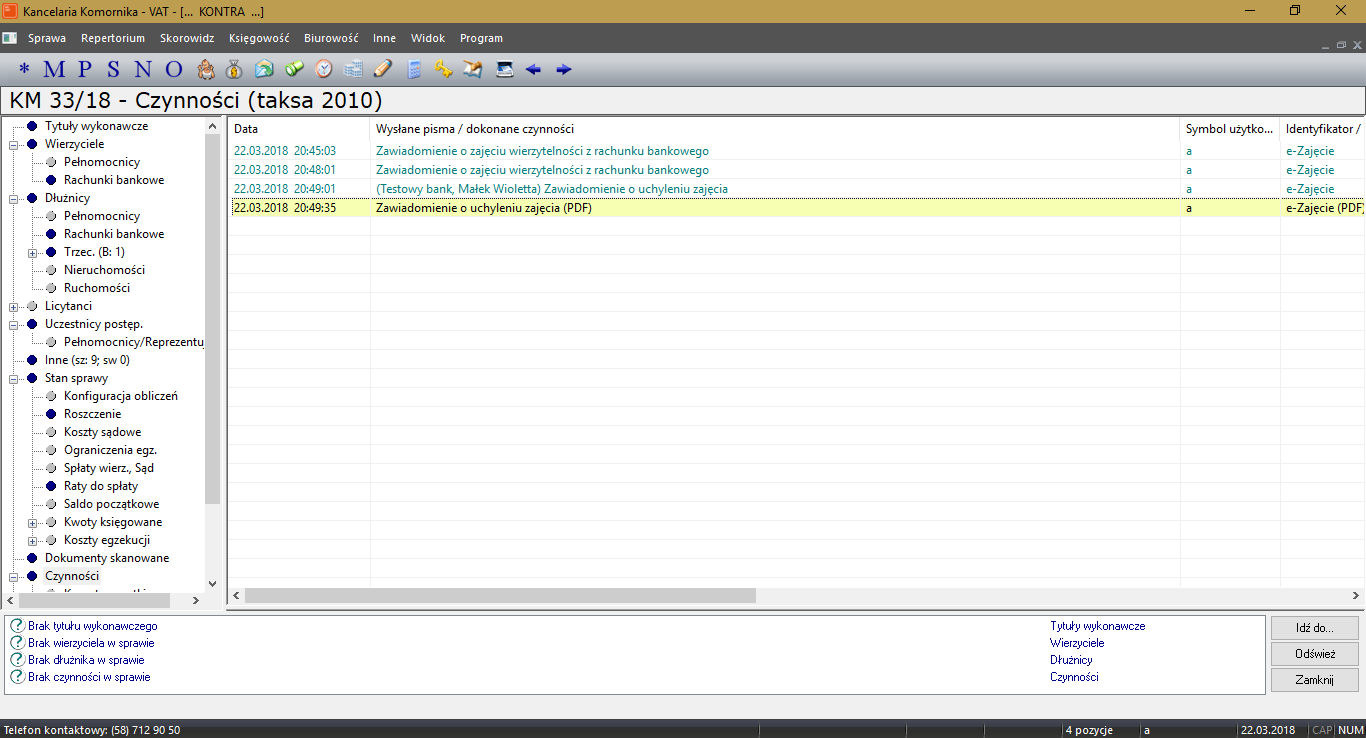 Kancelaria Komornika - VAT - [... KONTRA ...]
Sprawa Repertorium Skorowidz Księgowość Biurowość Inne Widok Program
* M P S N O
KM 33/18 - Czynności (taksa 2010)
Tytuły wykonawcze
Wierzyciele
Pełnomocnicy
Rachunki bankowe
Dłużnicy
Pełnomocnicy
Rachunki bankowe
Trzec. (B: 1)
Nieruchomości
Ruchomości
Licytanci
Uczestnicy postęp.
Pełnomocnicy/Reprezentu
Inne (sz: 9; sw 0)
Stan sprawy
Konfiguracja obliczeń
Roszczenie
Koszty sądowe
Ograniczenia egz.
Spłaty wierz., Sąd
Raty do spłaty
Saldo początkowe
Kwoty księgowane
Koszty egzekucji
Dokumenty skanowane
Czynności
Data Wysłane pisma / dokonane czynności Symbol użytko... Identyfikator /
22.03.2018 20:45:03 Zawiadomienie o zajęciu wierzytelności z rachunku bankowego a e-Zajęcie
22.03.2018 20:48:01 Zawiadomienie o zajęciu wierzytelności z rachunku bankowego a e-Zajęcie
22.03.2018 20:49:01 (Testowy bank, Małek Wioletta) Zawiadomienie o uchyleniu zajęcia a e-Zajęcie
22.03.2018 20:49:35 Zawiadomienie o uchyleniu zajęcia (PDF) a e-Zajęcie (PDF)
Brak tytułu wykonawczego Tytuły wykonawcze
Brak wierzyciela w sprawie Wierzyciele
Brak dłużnika w sprawie Dłużnicy
Brak czynności w sprawie Czynności
Idź do...
Odśwież
Zamknij
Telefon kontaktowy: (58) 712 90 50 4 pozycje a 22.03.2018 CAP NUM